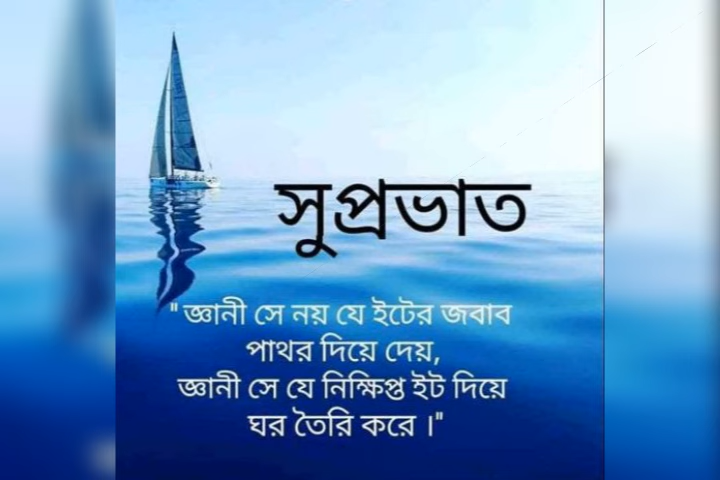 সুপ্রভাত
" জ্ঞানী সে নয় যে ইটের জবাব
পাথর দিয়ে দেয়,
জ্ঞানী সে যে নিক্ষিপ্ত ইট দিয়ে
ঘর তৈরি করে ।"